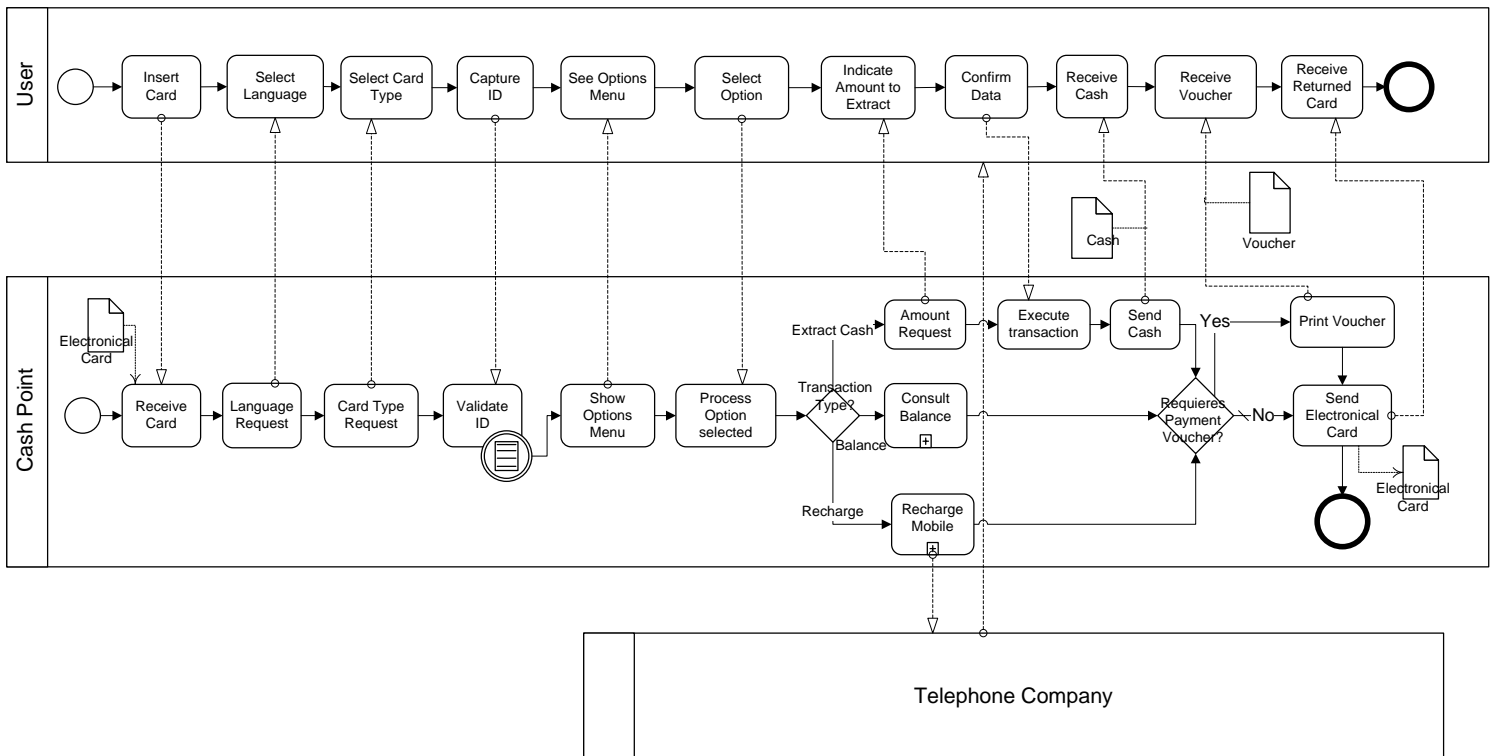 User
Insert
Card
Select
Language
Select Card
Type
Capture
ID
See Options
Menu
Select
Option
Indicate
Amount to
Extract
Confirm
Data
Receive
Cash
Receive
Voucher
Receive
Returned
Card
Cash
Voucher
Cash Point
Electronical
Card
Receive
Card
Language
Request
Card Type
Request
Validate
ID
Show
Options
Menu
Process
Option
selected
Transaction
Type?
Extract Cash
Balance
Recharge
Amount
Request
Execute
transaction
Send
Cash
Consult
Balance
Recharge
Mobile
Requieres
Payment
Voucher?
Yes
No
Print Voucher
Send
Electronical
Card
Electronical
Card
Telephone Company